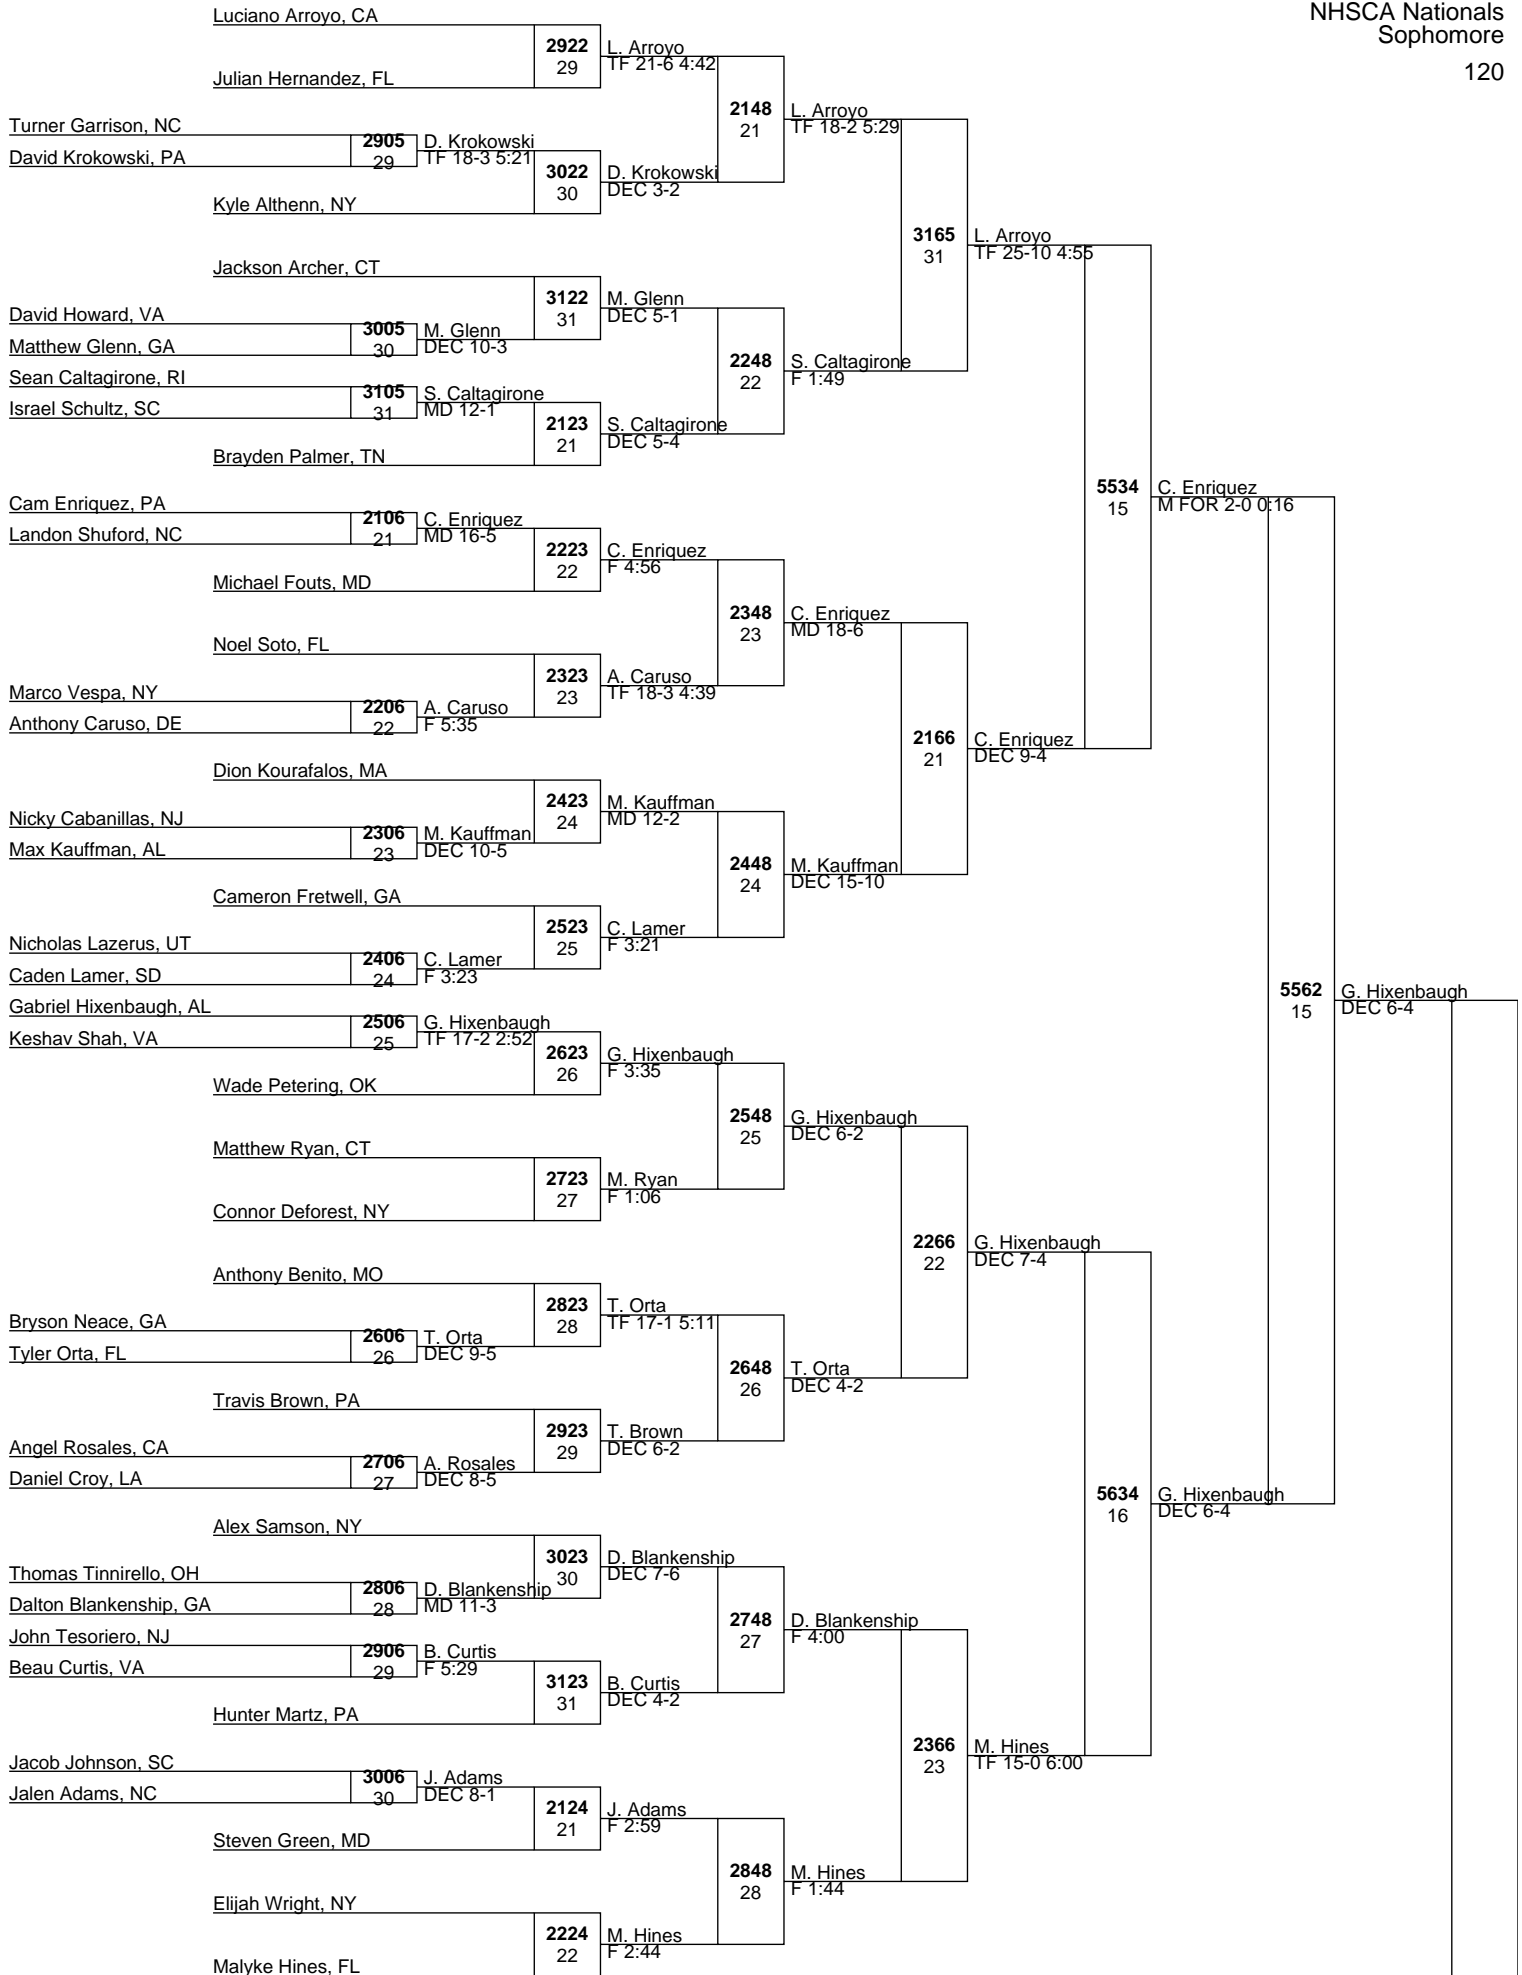 NHSCA Nationals
Sophomore
120
Luciano Arroyo, CA
2922 L. Arroyo
29 TF 21-6 4:42
Julian Hernandez, FL
2148 L. Arroyo
21 TF 18-2 5:29
Turner Garrison, NC
2905 D. Krokowski
29 TF 18-3 5:21
David Krokowski, PA
3022 D. Krokowski
30 DEC 3-2
Kyle Althenn, NY
3165 L. Arroyo
31 TF 25-10 4:55
Jackson Archer, CT
3122 M. Glenn
31 DEC 5-1
David Howard, VA
3005 M. Glenn
30 DEC 10-3
Matthew Glenn, GA
2248 S. Caltagirone
22 F 1:49
Sean Caltagirone, RI
3105 S. Caltagirone
31 MD 12-1
Israel Schultz, SC
2123 S. Caltagirone
21 DEC 5-4
Brayden Palmer, TN
5534 C. Enriquez
15 M FOR 2-0 0:16
Cam Enriquez, PA
2106 C. Enriquez
21 MD 16-5
Landon Shuford, NC
2223 C. Enriquez
22 F 4:56
Michael Fouts, MD
2348 C. Enriquez
23 MD 18-6
Noel Soto, FL
2323 A. Caruso
23 TF 18-3 4:39
Marco Vespa, NY
2206 A. Caruso
22 F 5:35
Anthony Caruso, DE
2166 C. Enriquez
21 DEC 9-4
Dion Kourafalos, MA
2423 M. Kauffman
24 MD 12-2
Nicky Cabanillas, NJ
2306 M. Kauffman
23 DEC 10-5
Max Kauffman, AL
2448 M. Kauffman
24 DEC 15-10
Cameron Fretwell, GA
2523 C. Lamer
25 F 3:21
Nicholas Lazerus, UT
2406 C. Lamer
24 F 3:23
Caden Lamer, SD
5562 G. Hixenbaugh
15 DEC 6-4
Gabriel Hixenbaugh, AL
2506 G. Hixenbaugh
25 TF 17-2 2:52
Keshav Shah, VA
2623 G. Hixenbaugh
26 F 3:35
Wade Petering, OK
2548 G. Hixenbaugh
25 DEC 6-2
Matthew Ryan, CT
2723 M. Ryan
27 F 1:06
Connor Deforest, NY
2266 G. Hixenbaugh
22 DEC 7-4
Anthony Benito, MO
2823 T. Orta
28 TF 17-1 5:11
Bryson Neace, GA
2606 T. Orta
26 DEC 9-5
Tyler Orta, FL
2648 T. Orta
26 DEC 4-2
Travis Brown, PA
2923 T. Brown
29 DEC 6-2
Angel Rosales, CA
2706 A. Rosales
27 DEC 8-5
Daniel Croy, LA
5634 G. Hixenbaugh
16 DEC 6-4
Alex Samson, NY
3023 D. Blankenship
30 DEC 7-6
Thomas Tinnirello, OH
2806 D. Blankenship
28 MD 11-3
Dalton Blankenship, GA
2748 D. Blankenship
27 F 4:00
John Tesoriero, NJ
2906 B. Curtis
29 F 5:29
Beau Curtis, VA
3123 B. Curtis
31 DEC 4-2
Hunter Martz, PA
2366 M. Hines
23 TF 15-0 6:00
Jacob Johnson, SC
3006 J. Adams
30 DEC 8-1
Jalen Adams, NC
2124 J. Adams
21 F 2:59
Steven Green, MD
2848 M. Hines
28 F 1:44
Elijah Wright, NY
2224 M. Hines
22 F 2:44
Malyke Hines, FL